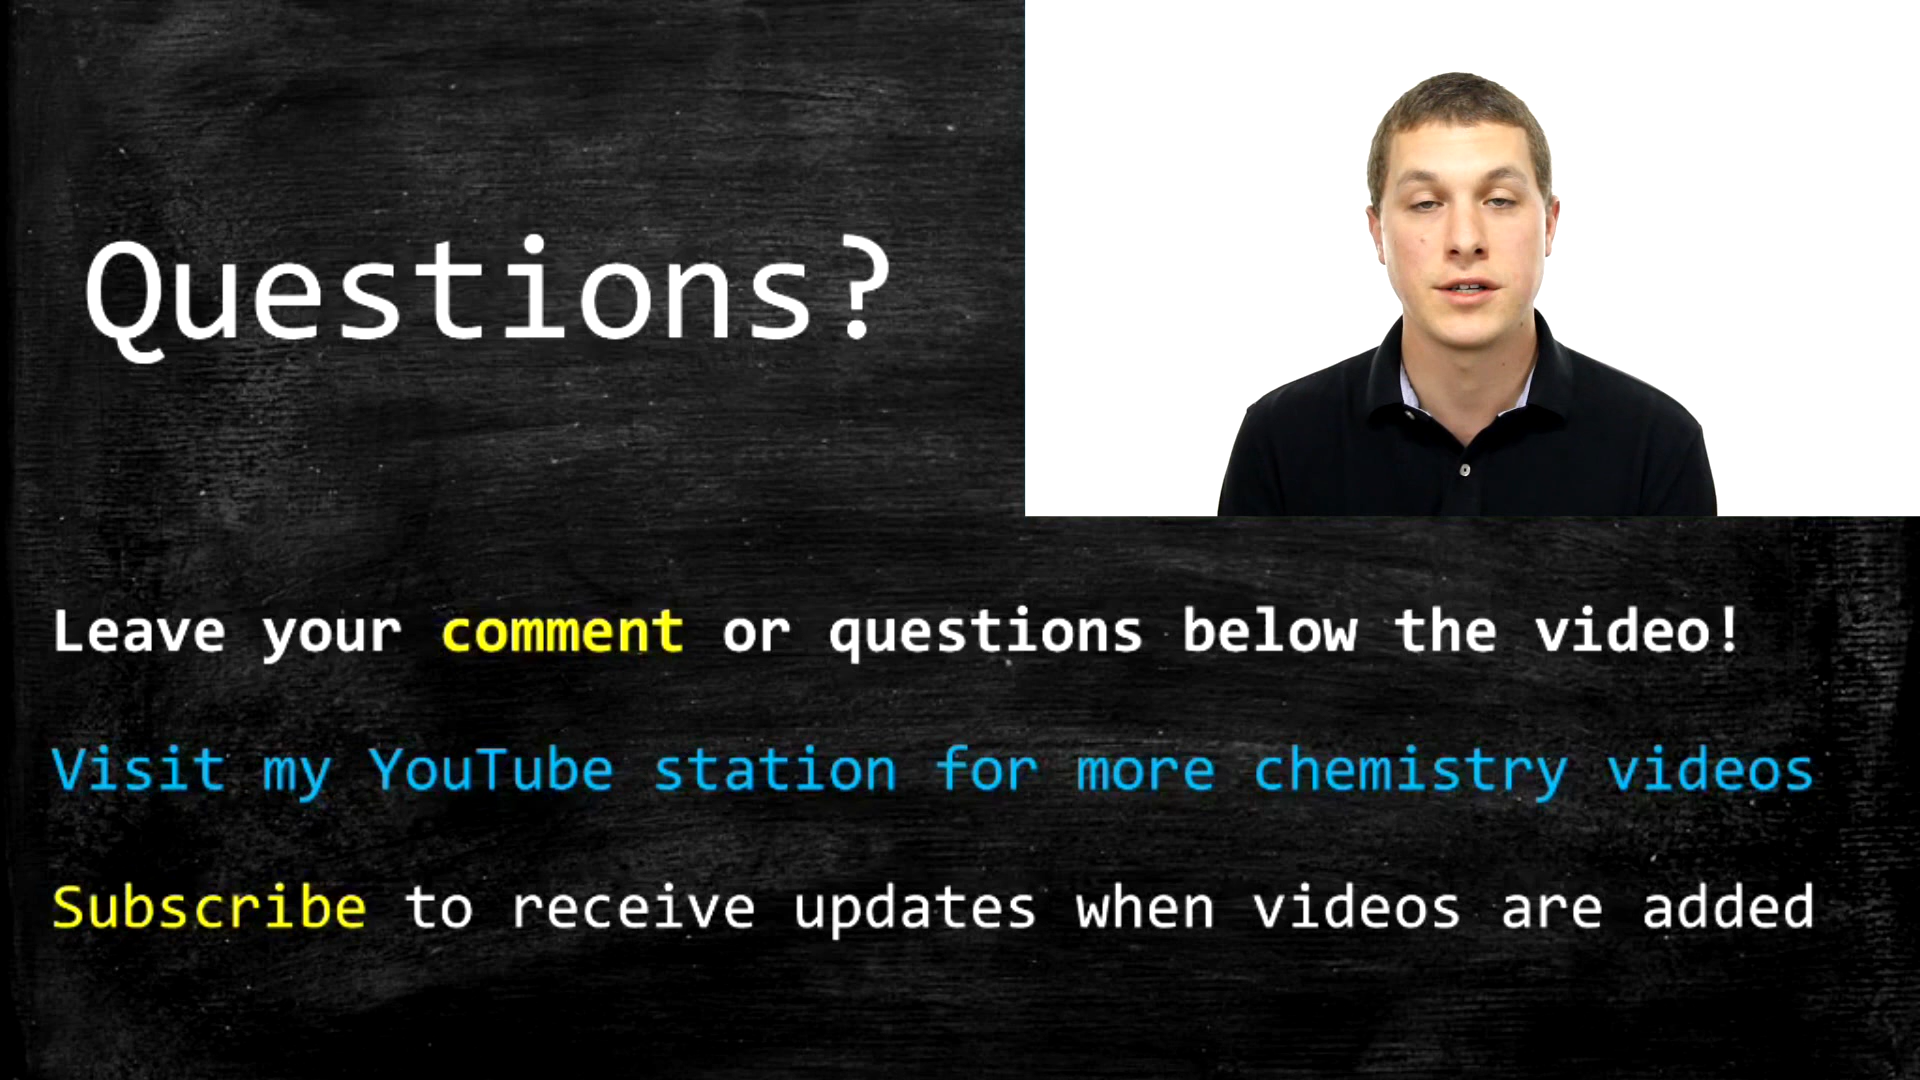 Questions?
Leave your comment or questions below the video!
Visit my YouTube station for more chemistry videos
Subscribe to receive updates when videos are added